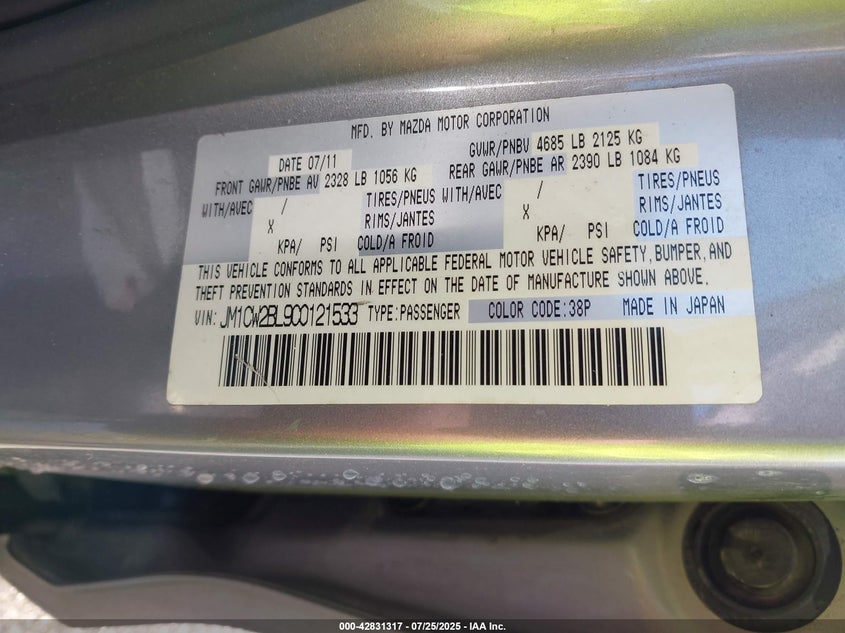 MFD. BY MAZDA MOTOR CORPORATION
DATE 07/11 GVWR/PNBV 4685 LB 2125 KG
FRONT GAWR/PNBE AV 2328 LB 1056 KG REAR GAWR/PNBE AR 2390 LB 1084 KG
WITH/AVEC / TIRES/PNEUS WITH/AVEC / TIRES/PNEUS
X RIMS/JANTES X RIMS/JANTES
KPA/ PSI COLD/A FROID KPA/ PSI COLD/A FROID
THIS VEHICLE CONFORMS TO ALL APPLICABLE FEDERAL MOTOR VEHICLE SAFETY, BUMPER, AND
THEFT PREVENTION STANDARDS IN EFFECT ON THE DATE OF MANUFACTURE SHOWN ABOVE.
VIN: JM1CW2BL9C0121533 TYPE:PASSENGER COLOR CODE:38P MADE IN JAPAN
000-42831317 | 07/25/2025 - IAA Inc.